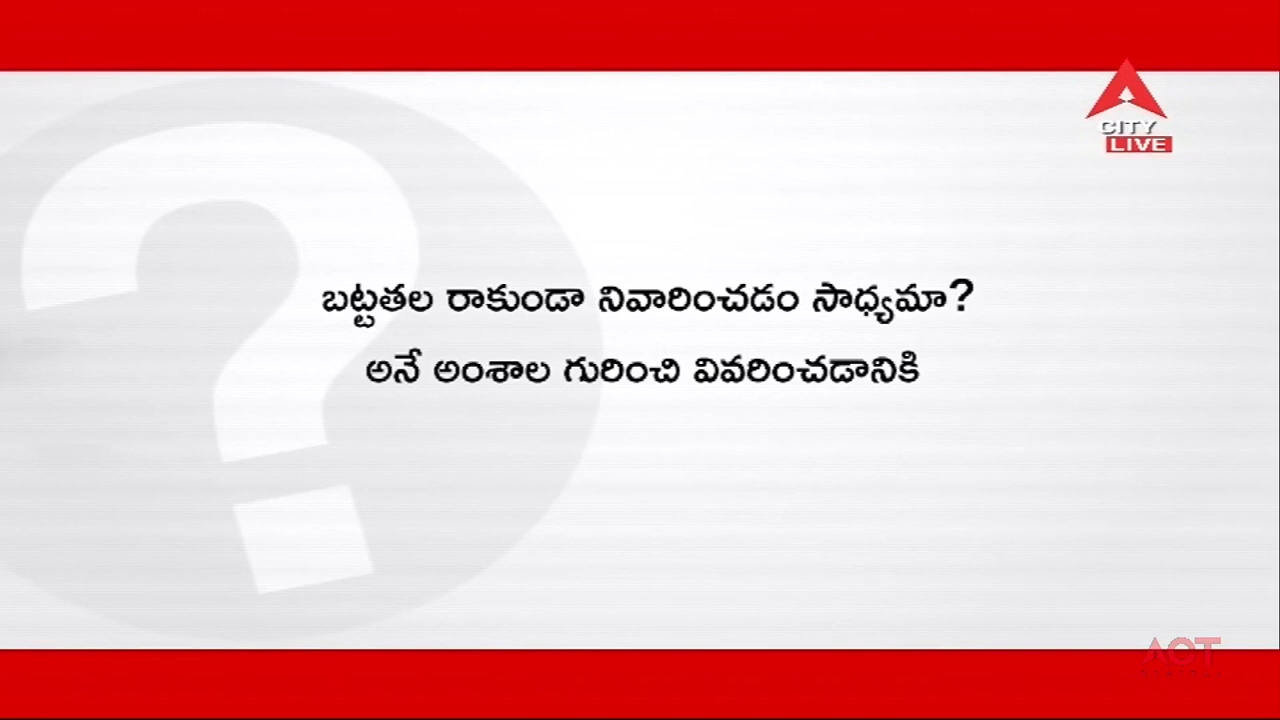 CITY
LIVE
బట్టతల రాకుండా నివారించడం సాధ్యమా?
అనే అంశాల గురించి వివరించడానికి